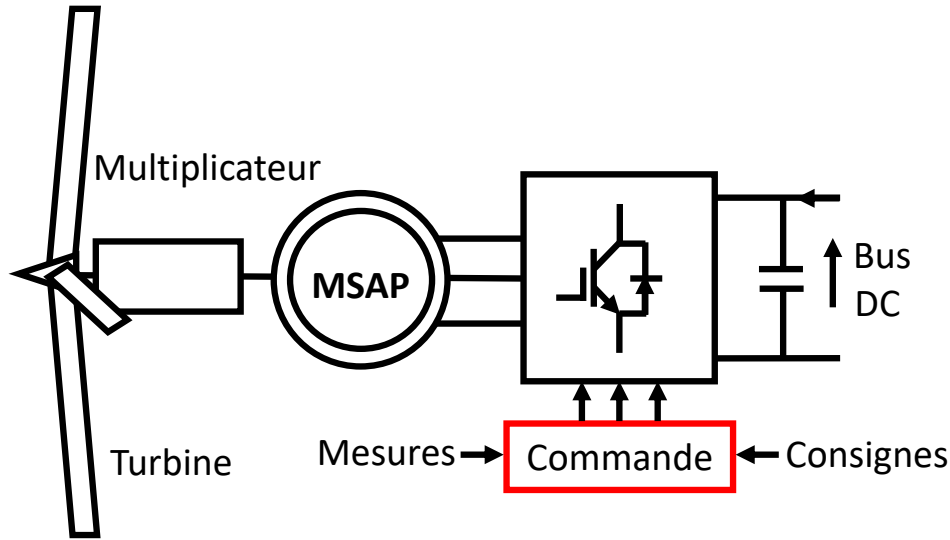 Multiplicateur
MSAP
Bus
DC
Turbine
Mesures
Commande
Consignes